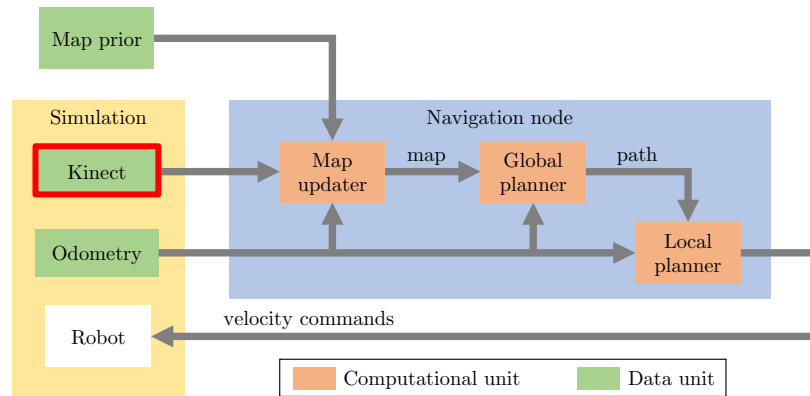 Map prior
Simulation
Navigation node
Kinect
Map
updater
map
Global
planner
path
Odometry
Local
planner
Robot
velocity commands
Computational unit
Data unit